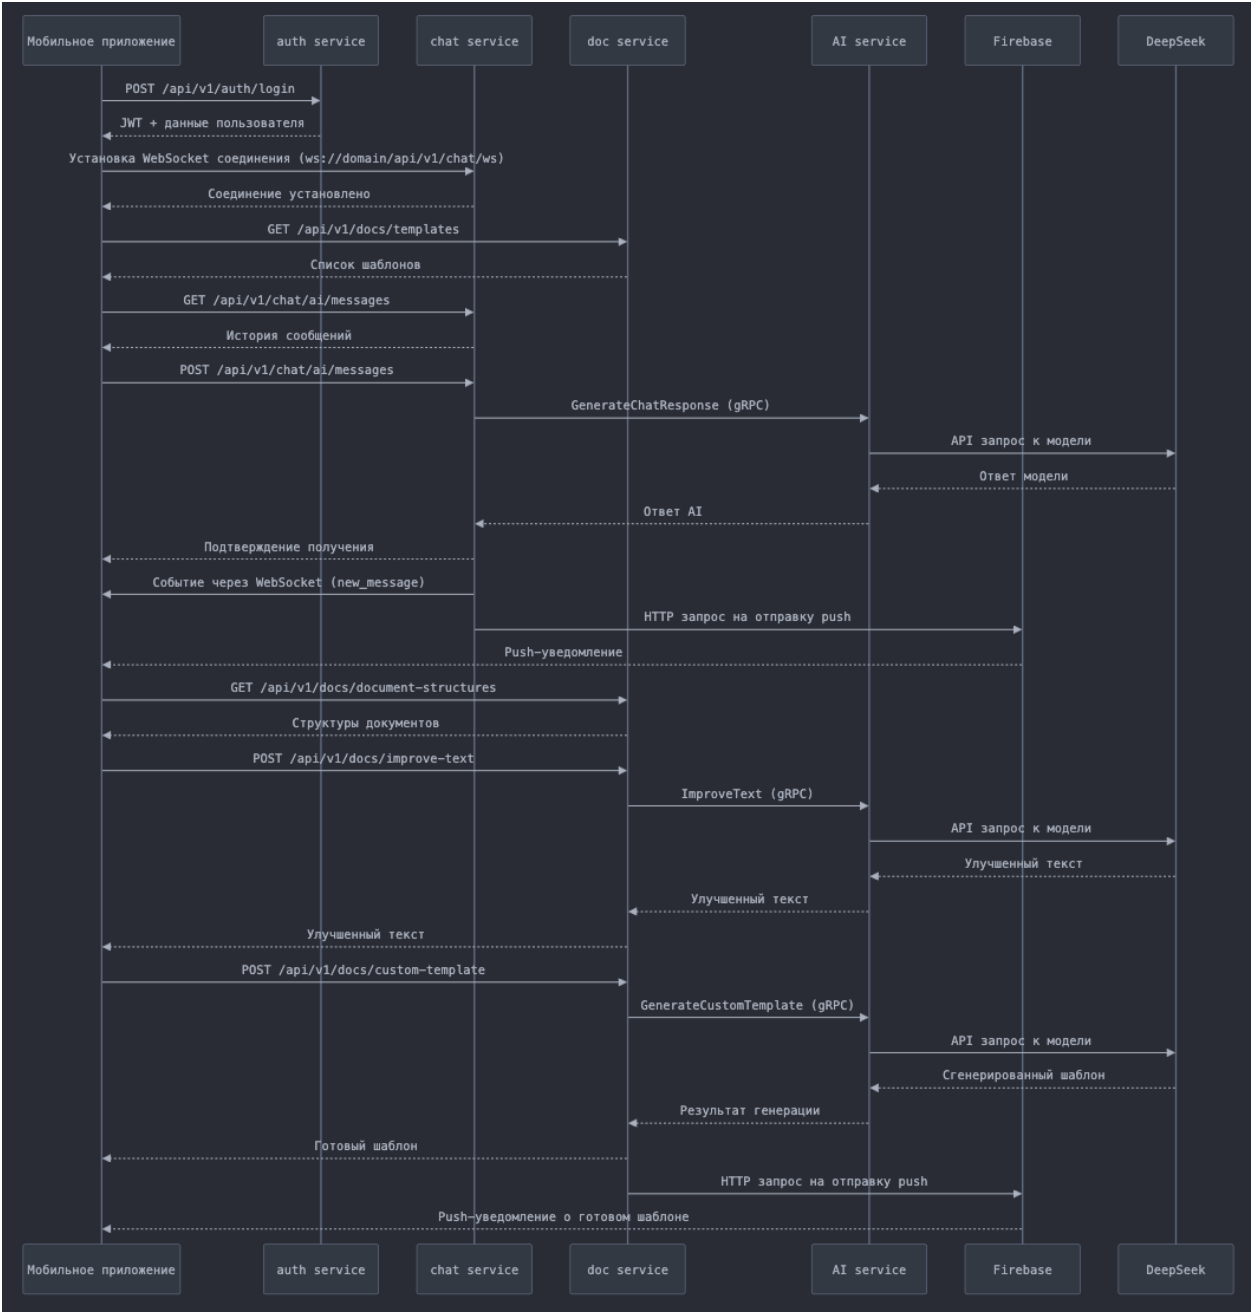 Мобильное приложение
auth service
chat service
doc service
AI service
Firebase
DeepSeek
POST /api/v1/auth/login
JWT + данные пользователя
Установка WebSocket соединения (ws://domain/api/v1/chat/ws)
Соединение установлено
GET /api/v1/docs/templates
Список шаблонов
GET /api/v1/chat/ai/messages
История сообщений
POST /api/v1/chat/ai/messages
GenerateChatResponse (gRPC)
API запрос к модели
Ответ модели
Ответ AI
Подтверждение получения
Событие через WebSocket (new_message)
HTTP запрос на отправку push
Push-уведомление
GET /api/v1/docs/document-structures
Структуры документов
POST /api/v1/docs/improve-text
ImproveText (gRPC)
API запрос к модели
Улучшенный текст
Улучшенный текст
Улучшенный текст
POST /api/v1/docs/custom-template
GenerateCustomTemplate (gRPC)
API запрос к модели
Сгенерированный шаблон
Результат генерации
Готовый шаблон
HTTP запрос на отправку push
Push-уведомление о готовом шаблоне
Мобильное приложение
auth service
chat service
doc service
AI service
Firebase
DeepSeek